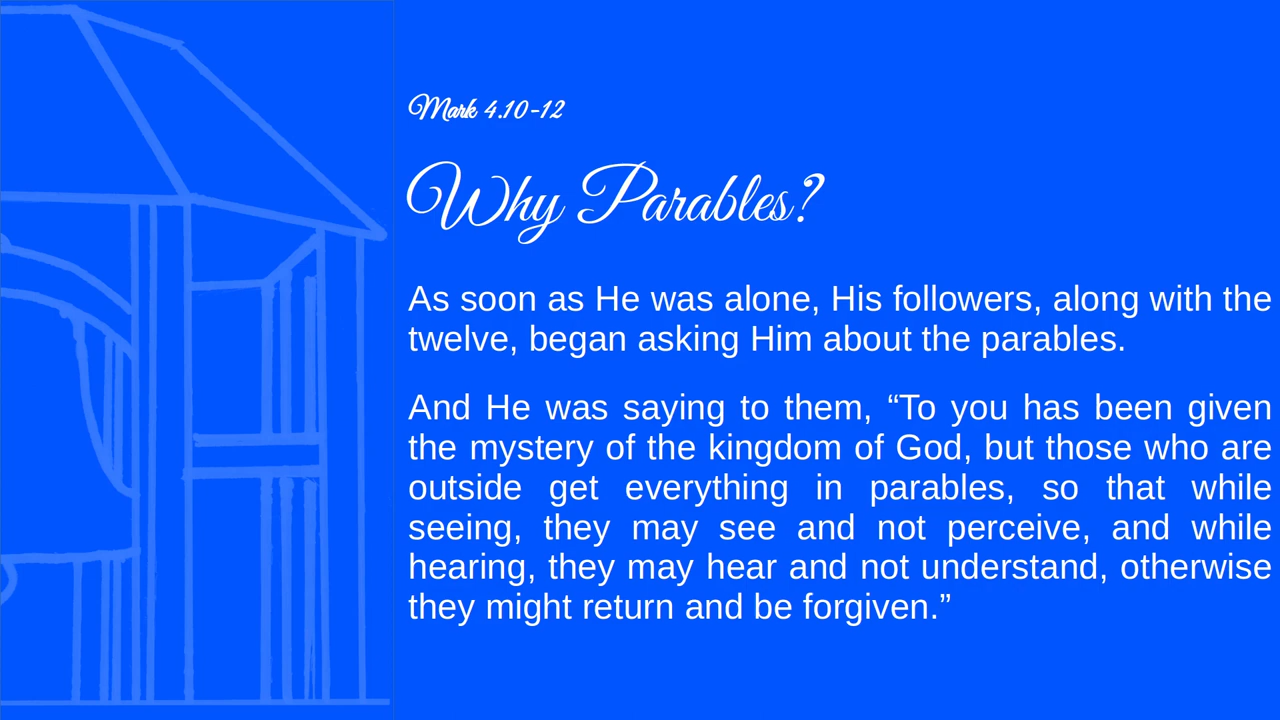 Mark 4.10-12
Why Parables?
As soon as He was alone, His followers, along with the
twelve, began asking Him about the parables.
And He was saying to them, “To you has been given
the mystery of the kingdom of God, but those who are
outside get everything in parables, so that while
seeing, they may see and not perceive, and while
hearing, they may hear and not understand, otherwise
they might return and be forgiven.”